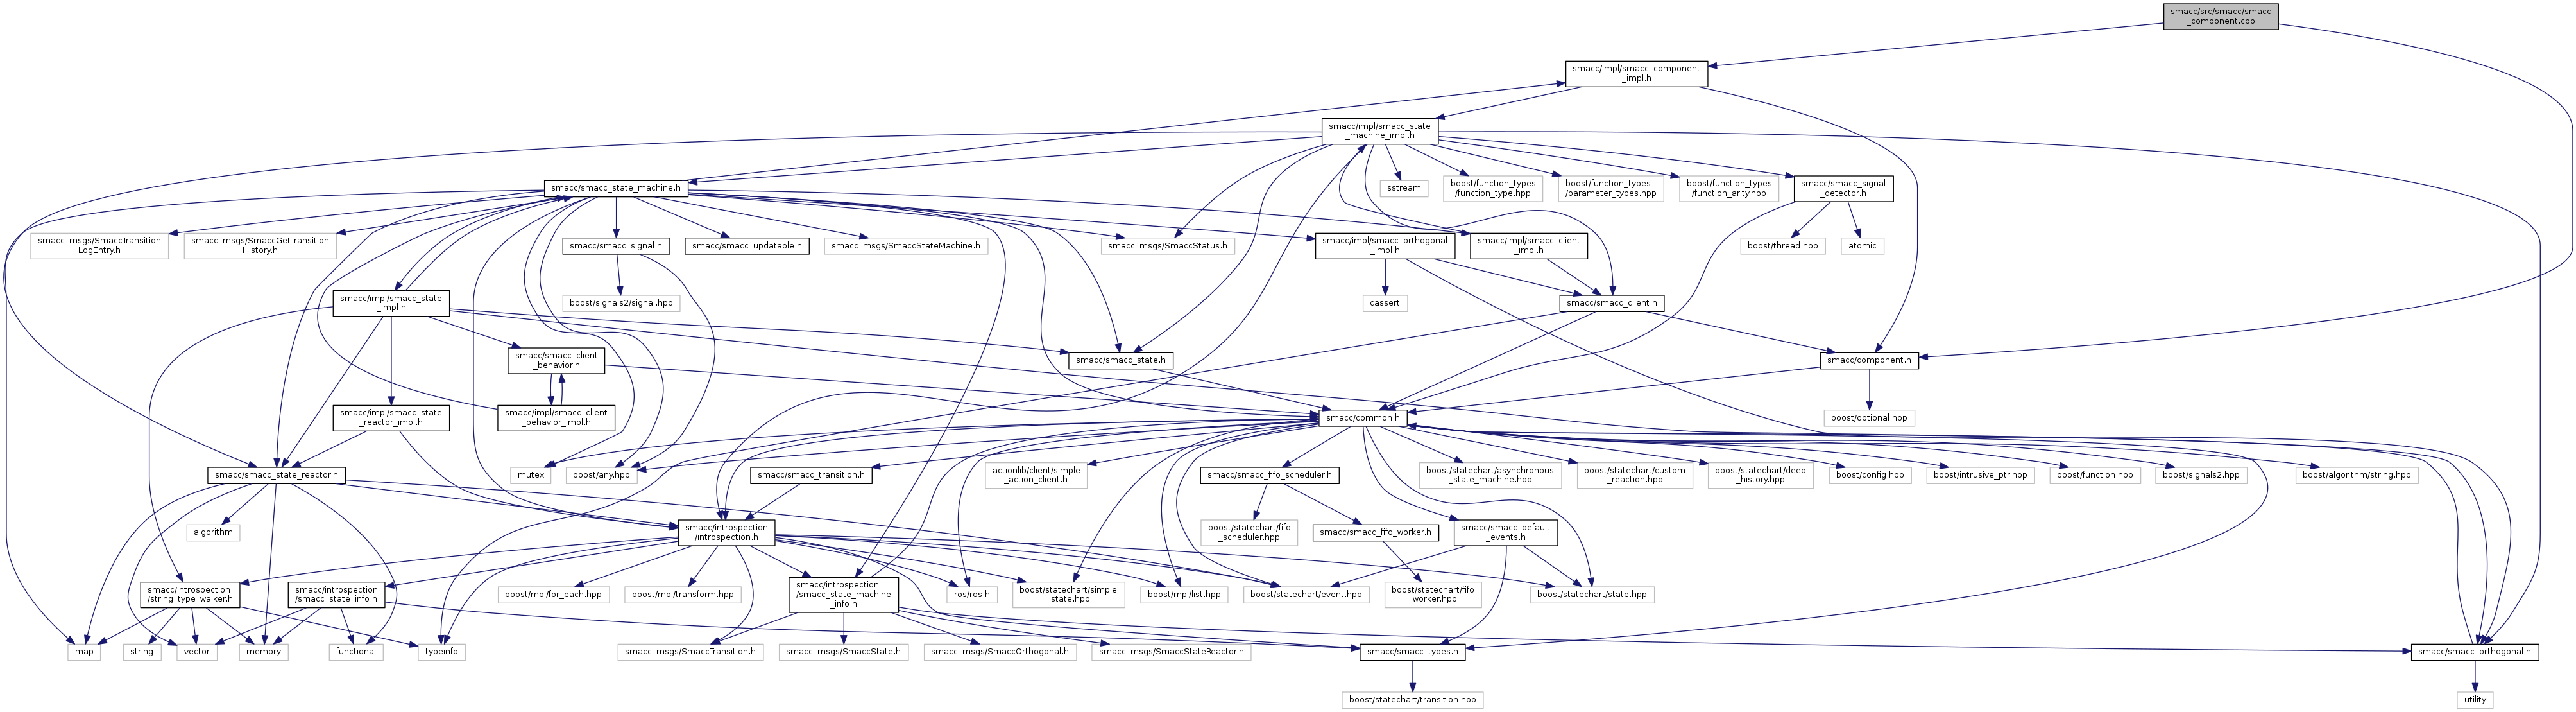 smacc/src/smacc/smacc
_component.cpp
smacc/impl/smacc_component
_impl.h
smacc/impl/smacc_state
_machine_impl.h
smacc/smacc_state_machine.h
sstream
boost/function_types
/function_type.hpp
boost/function_types
/parameter_types.hpp
boost/function_types
/function_arity.hpp
smacc/smacc_signal
_detector.h
smacc_msgs/SmaccTransition
LogEntry.h
smacc_msgs/SmaccGetTransition
History.h
smacc/smacc_signal.h
smacc/smacc_updatable.h
smacc_msgs/SmaccStateMachine.h
smacc_msgs/SmaccStatus.h
smacc/impl/smacc_orthogonal
_impl.h
smacc/impl/smacc_client
_impl.h
boost/thread.hpp
atomic
smacc/impl/smacc_state
_impl.h
boost/signals2/signal.hpp
cassert
smacc/smacc_client.h
smacc/smacc_client
_behavior.h
smacc/smacc_state.h
smacc/component.h
smacc/impl/smacc_state
_reactor_impl.h
smacc/impl/smacc_client
_behavior_impl.h
smacc/common.h
boost/optional.hpp
smacc/smacc_state_reactor.h
mutex
boost/any.hpp
smacc/smacc_transition.h
actionlib/client/simple
_action_client.h
smacc/smacc_fifo_scheduler.h
boost/statechart/asynchronous
_state_machine.hpp
boost/statechart/custom
_reaction.hpp
boost/statechart/deep
_history.hpp
boost/config.hpp
boost/intrusive_ptr.hpp
boost/function.hpp
boost/signals2.hpp
boost/algorithm/string.hpp
algorithm
smacc/introspection
/introspection.h
boost/statechart/fifo
_scheduler.hpp
smacc/smacc_fifo_worker.h
smacc/smacc_default
_events.h
smacc/introspection
/string_type_walker.h
smacc/introspection
/smacc_state_info.h
boost/mpl/for_each.hpp
boost/mpl/transform.hpp
smacc/introspection
/smacc_state_machine
_info.h
ros/ros.h
boost/statechart/simple
_state.hpp
boost/mpl/list.hpp
boost/statechart/event.hpp
boost/statechart/fifo
_worker.hpp
boost/statechart/state.hpp
map
string
vector
memory
functional
typeinfo
smacc_msgs/SmaccTransition.h
smacc_msgs/SmaccState.h
smacc_msgs/SmaccOrthogonal.h
smacc_msgs/SmaccStateReactor.h
smacc/smacc_types.h
smacc/smacc_orthogonal.h
boost/statechart/transition.hpp
utility